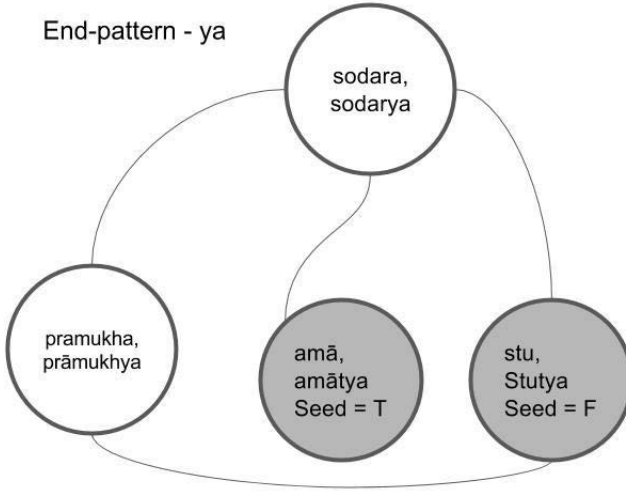 End-pattern - ya
sodara,
sodarya
pramukha,
prāmukhya
amā,
amātya
Seed = T
stu,
Stutya
Seed = F